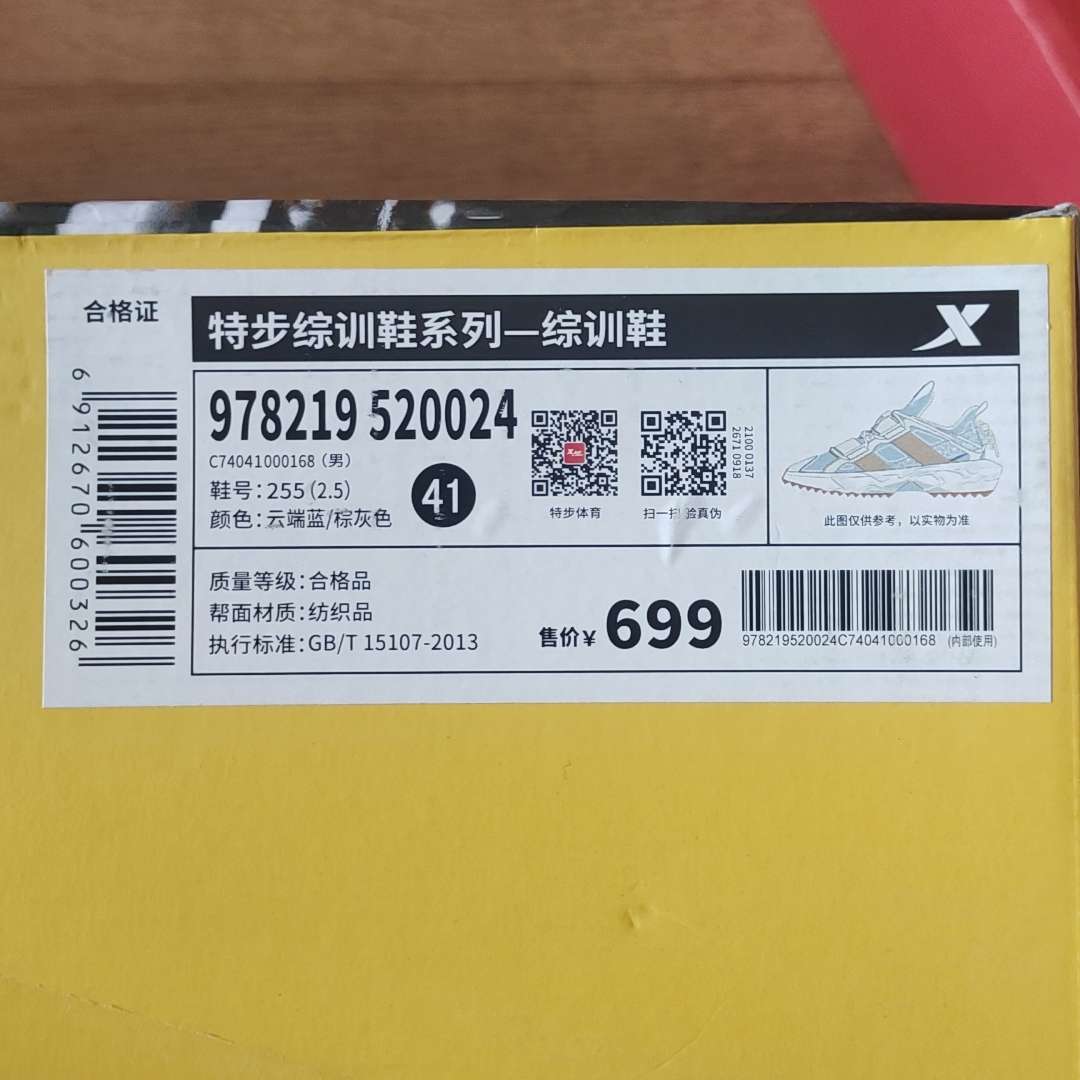 合格证
6 912670 600326
特步综训鞋系列—综训鞋
978219 520024
C74041000168（男）
鞋号：255（2.5）
41
颜色：云端蓝/棕灰色
特步体育
扫一扫 验真伪
2100 0137
2671 0918
此图仅供参考，以实物为准
质量等级：合格品
帮面材质：纺织品
执行标准：GB/T 15107-2013
售价¥ 699
978219520024C74041000168 (内部使用)